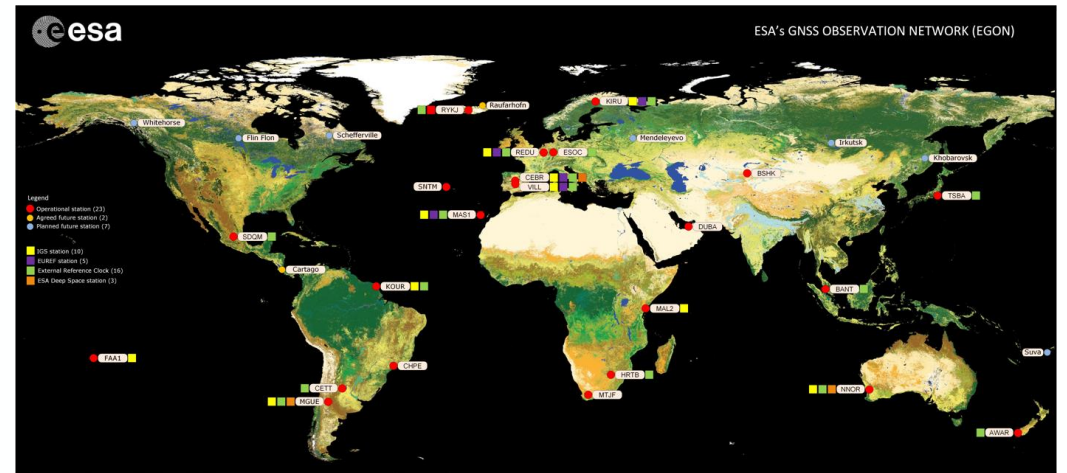 esa
ESA's GNSS OBSERVATION NETWORK (EGON)
RYKJ
Raufarhofn
KIRU
Whitehorse
Flin Flon
Schefferville
Mendeleyevo
Irkutsk
Khobarovsk
REDU
ESOC
CEBR
VILL
BSHK
SNTM
TSBA
MAS1
DUBA
SDQM
Cartago
KOUR
BANT
MAL2
FAA1
CHPE
Suva
CETT
HRTB
MGUE
MTJF
NNOR
AWAR
Legend
Operational station (23)
Agreed future station (2)
Planned future station (7)
IGS station (10)
EUREF station (5)
External Reference Clock (16)
ESA Deep Space station (3)